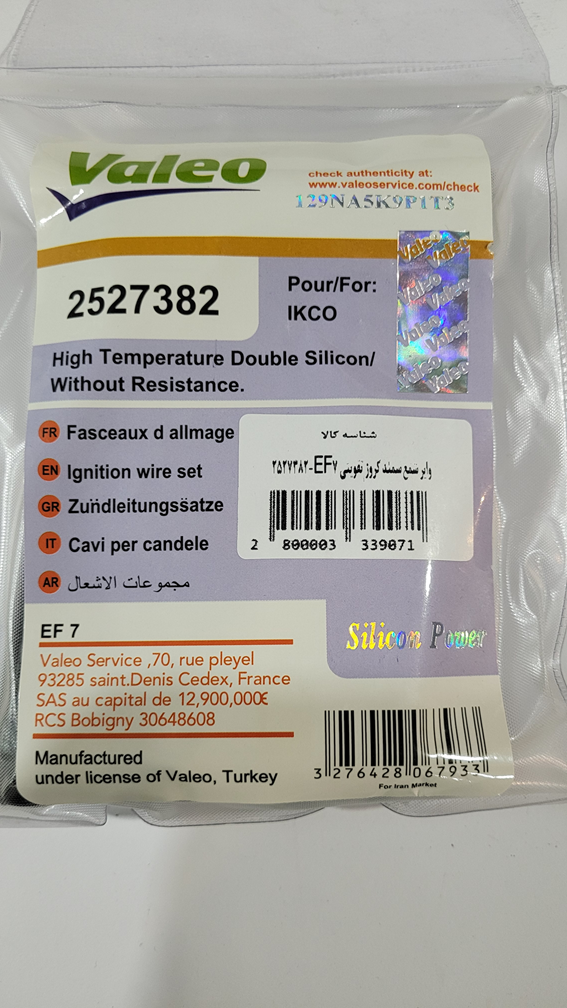 Valeo
check authenticity at:
www.valeoservice.com/check
129NA5K9P1T3
2527382
Pour/For:
IKCO
High Temperature Double Silicon/
Without Resistance.
FR Fasceaux d allmage
EN Ignition wire set
GR Zuñdleitungssätze
IT Cavi per candele
AR مجموعات الاشعال
شناسه کالا
وایر شمع سمند کروز تقویتی EF۷-۲۵۲۷۳۸۲
2 800003 339071
Silicon Power
EF 7
Valeo Service ,70, rue pleyel
93285 saint.Denis Cedex, France
SAS au capital de 12,900,000€
RCS Bobigny 30648608
Manufactured
under license of Valeo, Turkey
3 276428 067933
For Iran Market